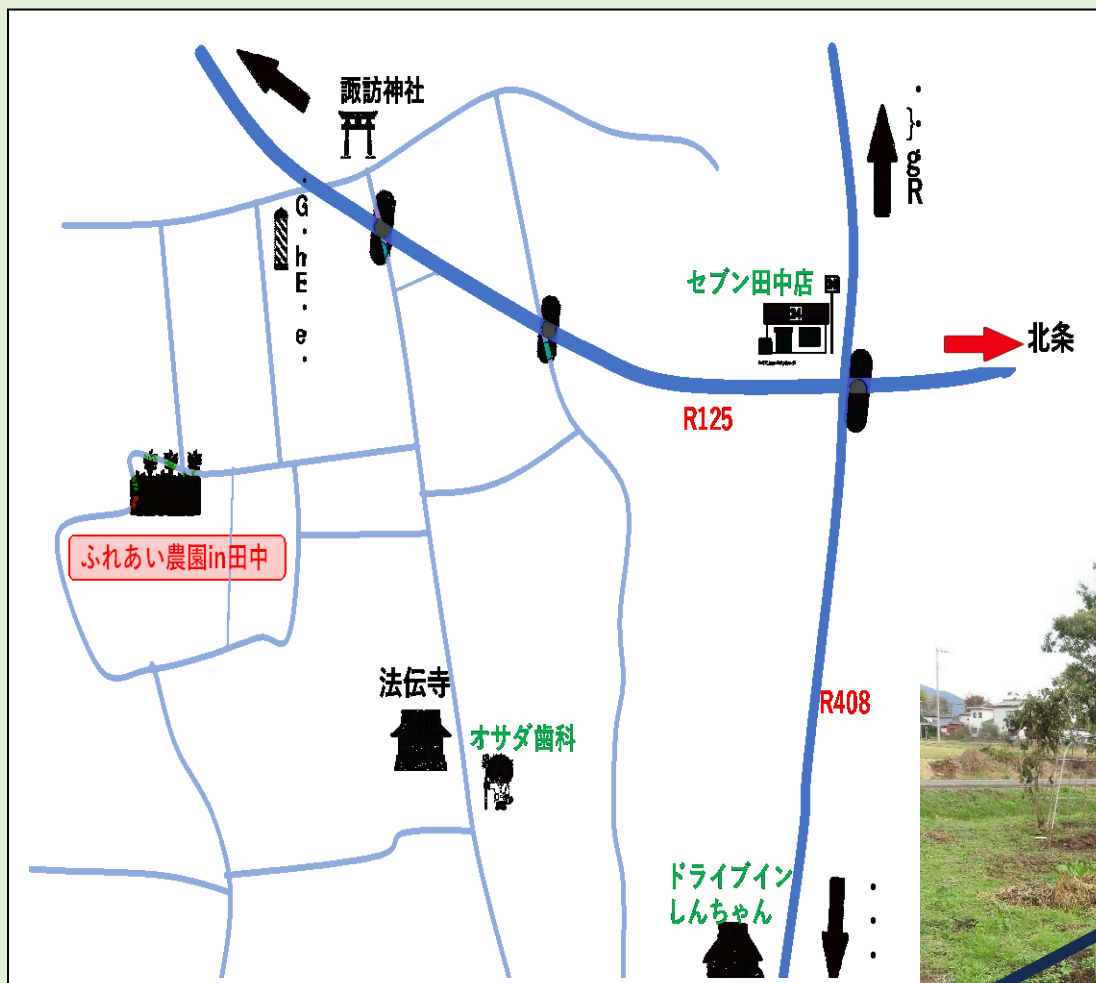 諏訪神社
セブン田中店
北条
R125
ふれあい農園in田中
法伝寺
オサダ歯科
R408
ドライブイン
しんちゃん